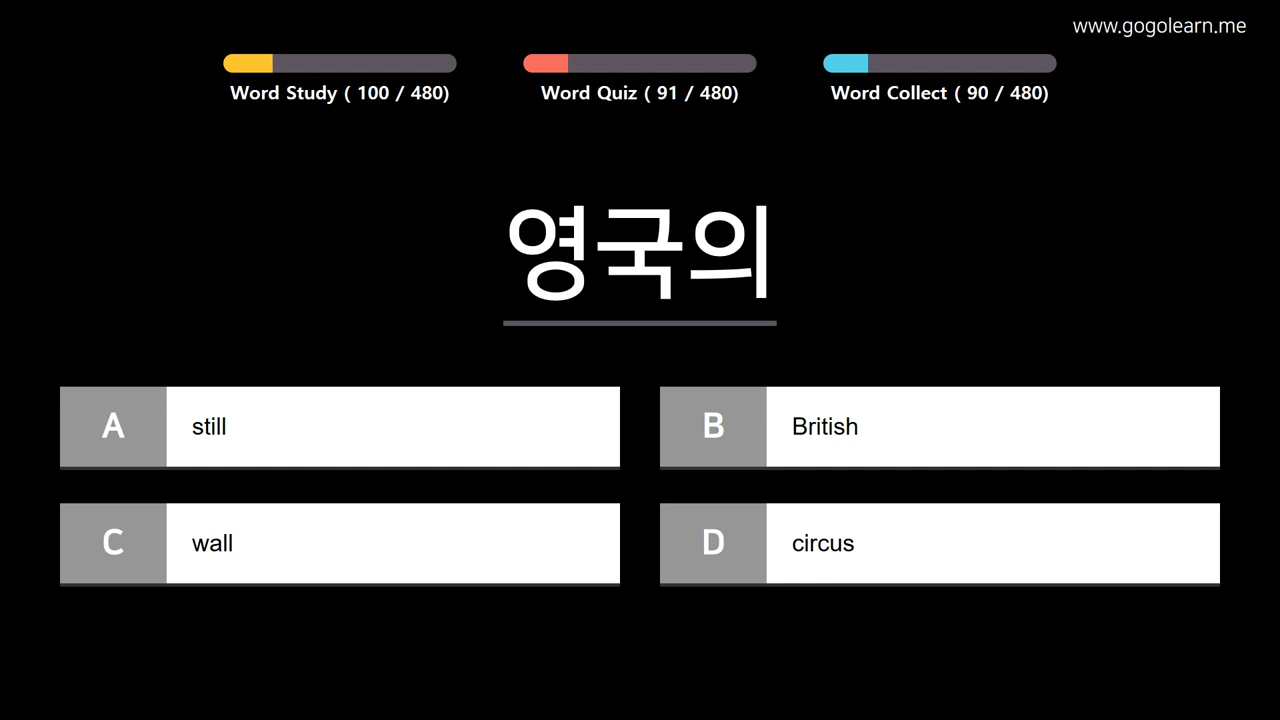 www.gogolearn.me
Word Study ( 100 / 480)
Word Quiz ( 91 / 480)
Word Collect ( 90 / 480)
영국의
A still
B British
C wall
D circus